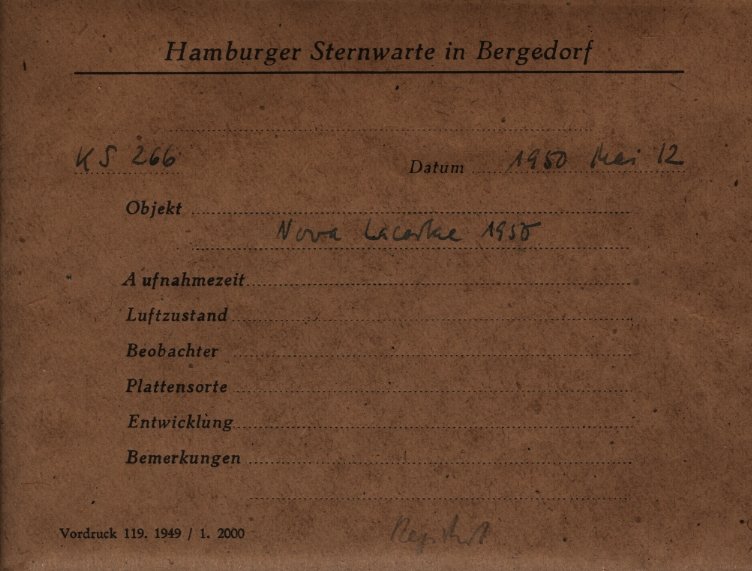 Hamburger Sternwarte in Bergedorf
KS 266 Datum 1950 Mai 12
Objekt
Nova Lacertae 1950
Aufnahmezeit
Luftzustand
Beobachter
Plattensorte
Entwicklung
Bemerkungen
Vordruck 119. 1949 / 1. 2000